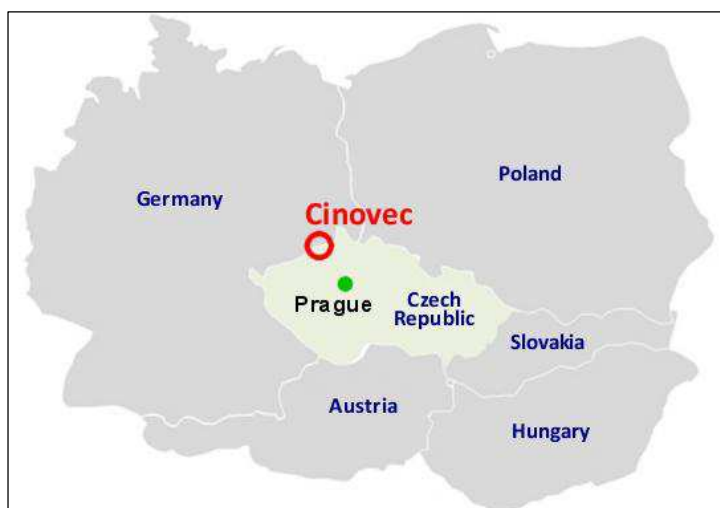 Poland
Germany
Cinovec
Prague
Czech
Republic
Slovakia
Austria
Hungary